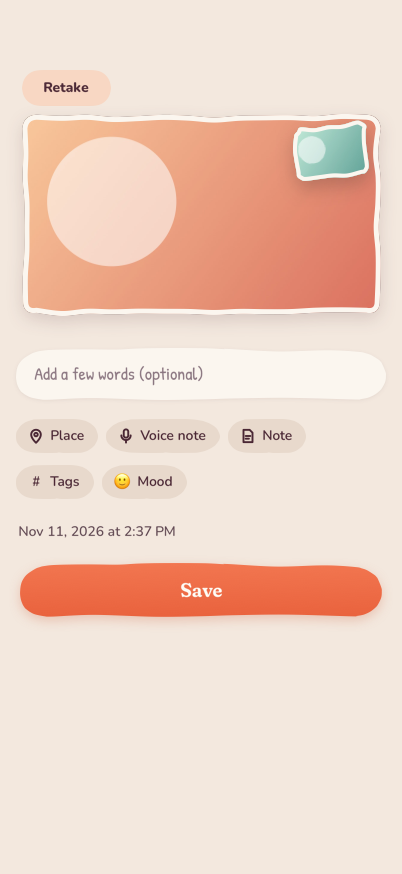 Retake
Add a few words (optional)
Place
Voice note
Note
# Tags
Mood
Nov 11, 2026 at 2:37 PM
Save